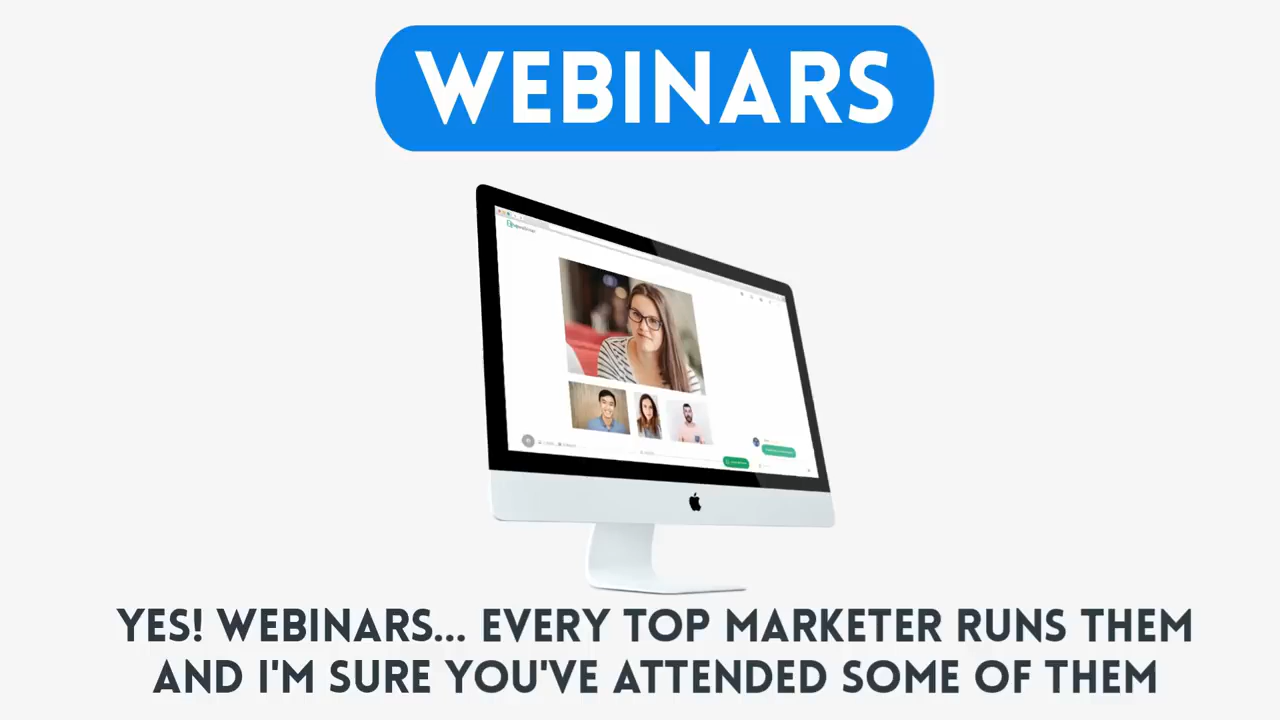 WEBINARS
YES! WEBINARS... EVERY TOP MARKETER RUNS THEM
AND I'M SURE YOU'VE ATTENDED SOME OF THEM